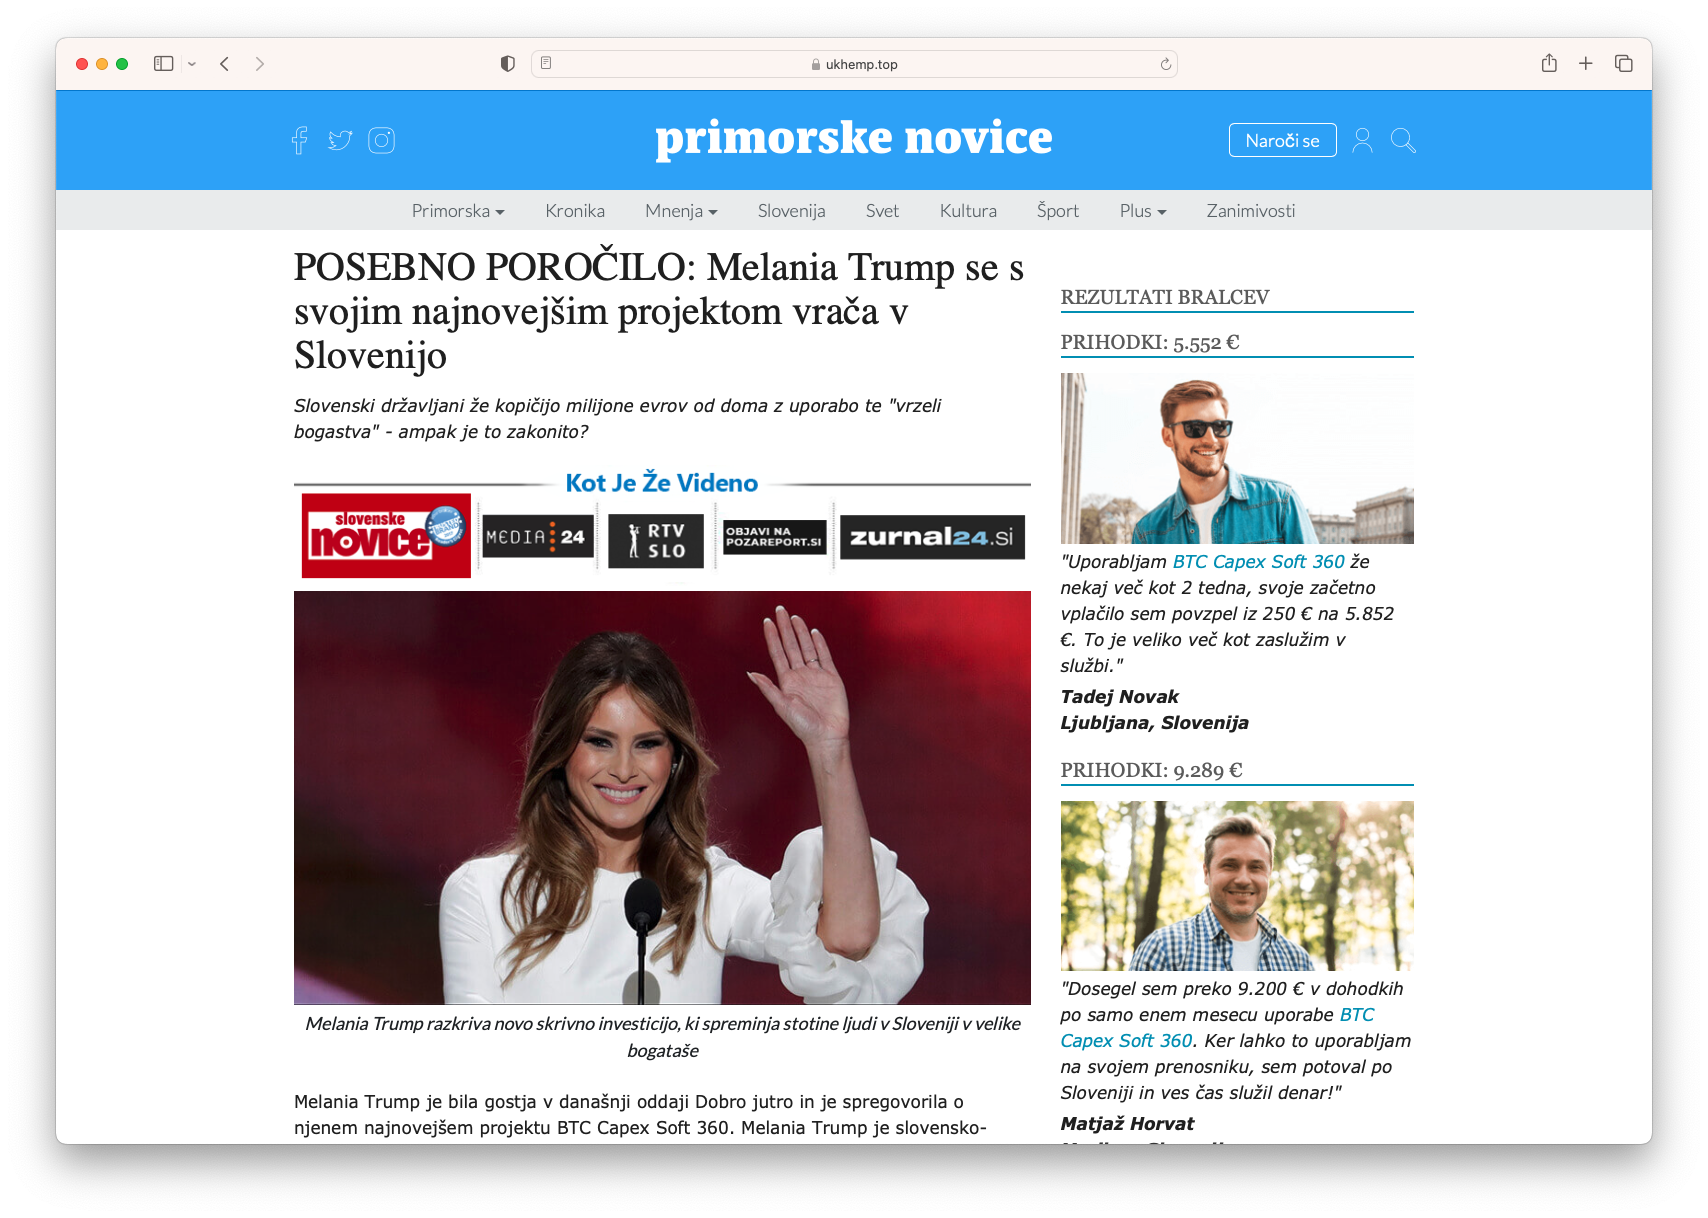 ukhemp.top
primorske novice
Naroči se
Primorska
Kronika
Mnenja
Slovenija
Svet
Kultura
Šport
Plus
Zanimivosti
POSEBNO POROČILO: Melania Trump se s
svojim najnovejšim projektom vrača v
Slovenijo
Slovenski državljani že kopičijo milijone evrov od doma z uporabo te "vrzeli
bogastva" - ampak je to zakonito?
Kot Je Že Videno
slovenske
novice
MEDIA 24
RTV
SLO
OBJAVI NA
POZAREPORT.SI
zurnal24.si
Melania Trump razkriva novo skrivno investicijo, ki spreminja stotine ljudi v Sloveniji v velike
bogataše
Melania Trump je bila gostja v današnji oddaji Dobro jutro in je spregovorila o
njenem najnovejšem projektu BTC Capex Soft 360. Melania Trump je slovensko-
REZULTATI BRALCEV
PRIHODKI: 5.552 €
"Uporabljam BTC Capex Soft 360 že
nekaj več kot 2 tedna, svoje začetno
vplačilo sem povzpel iz 250 € na 5.852
€. To je veliko več kot zaslužim v
službi."
Tadej Novak
Ljubljana, Slovenija
PRIHODKI: 9.289 €
"Dosegel sem preko 9.200 € v dohodkih
po samo enem mesecu uporabe BTC
Capex Soft 360. Ker lahko to uporabljam
na svojem prenosniku, sem potoval po
Sloveniji in ves čas služil denar!"
Matjaž Horvat